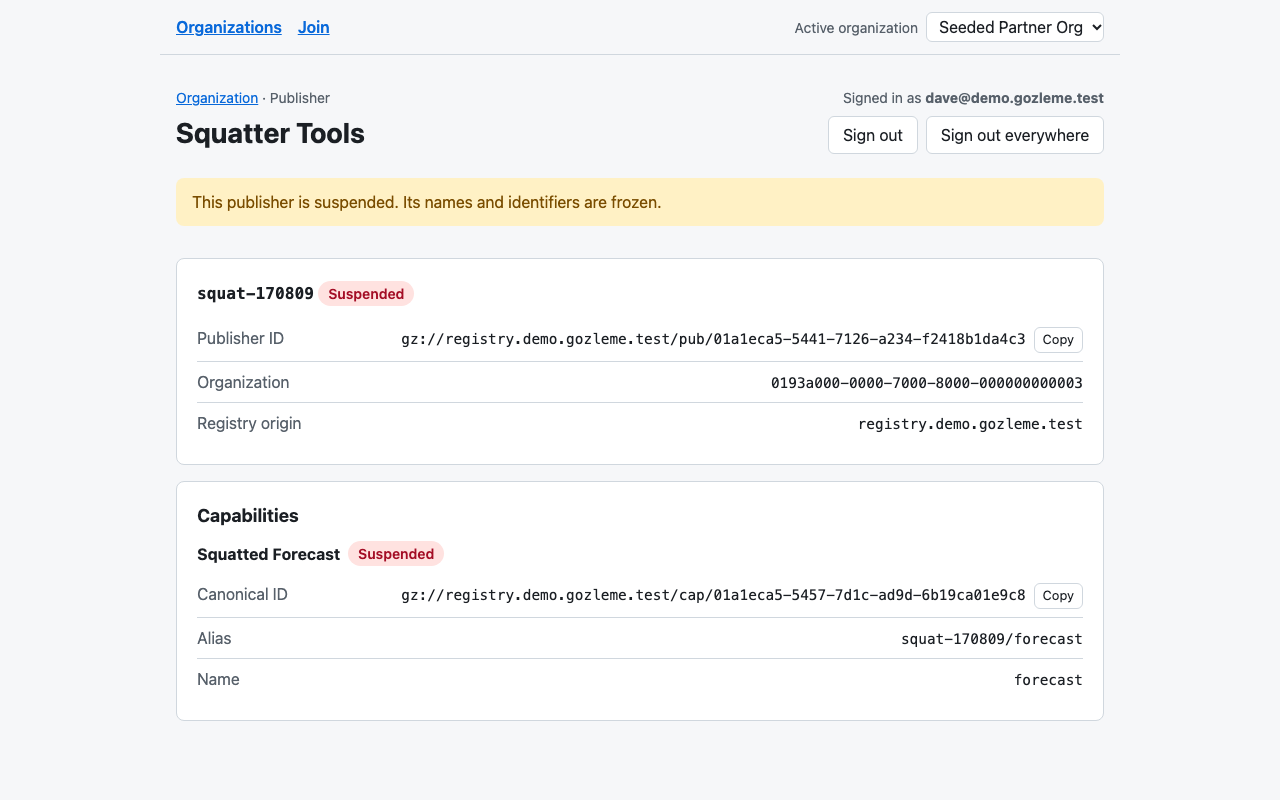 Organizations Join Active organization Seeded Partner Org
Organization · Publisher Signed in as dave@demo.gozleme.test
Squatter Tools Sign out Sign out everywhere
This publisher is suspended. Its names and identifiers are frozen.
squat-170809 Suspended
Publisher ID gz://registry.demo.gozleme.test/pub/01a1eca5-5441-7126-a234-f2418b1da4c3 Copy
Organization 0193a000-0000-7000-8000-000000000003
Registry origin registry.demo.gozleme.test
Capabilities
Squatted Forecast Suspended
Canonical ID gz://registry.demo.gozleme.test/cap/01a1eca5-5457-7d1c-ad9d-6b19ca01e9c8 Copy
Alias squat-170809/forecast
Name forecast